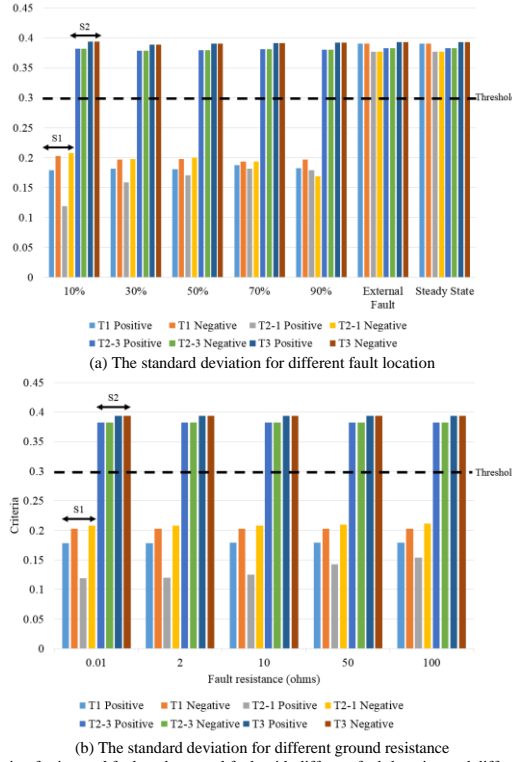 0.45
S2
0.4
0.35
0.3
Threshold
0.25
S1
0.2
0.15
0.1
0.05
0
10% 30% 50% 70% 90% External Fault Steady State
T1 Positive T1 Negative T2-1 Positive T2-1 Negative
T2-3 Positive T2-3 Negative T3 Positive T3 Negative
(a) The standard deviation for different fault location
0.45
S2
0.4
0.35
0.3
Threshold
0.25
S1
0.2
Criteria
0.15
0.1
0.05
0
0.01 2 10 50 100
Fault resistance (ohms)
T1 Positive T1 Negative T2-1 Positive T2-1 Negative
T2-3 Positive T2-3 Negative T3 Positive T3 Negative
(b) The standard deviation for different ground resistance